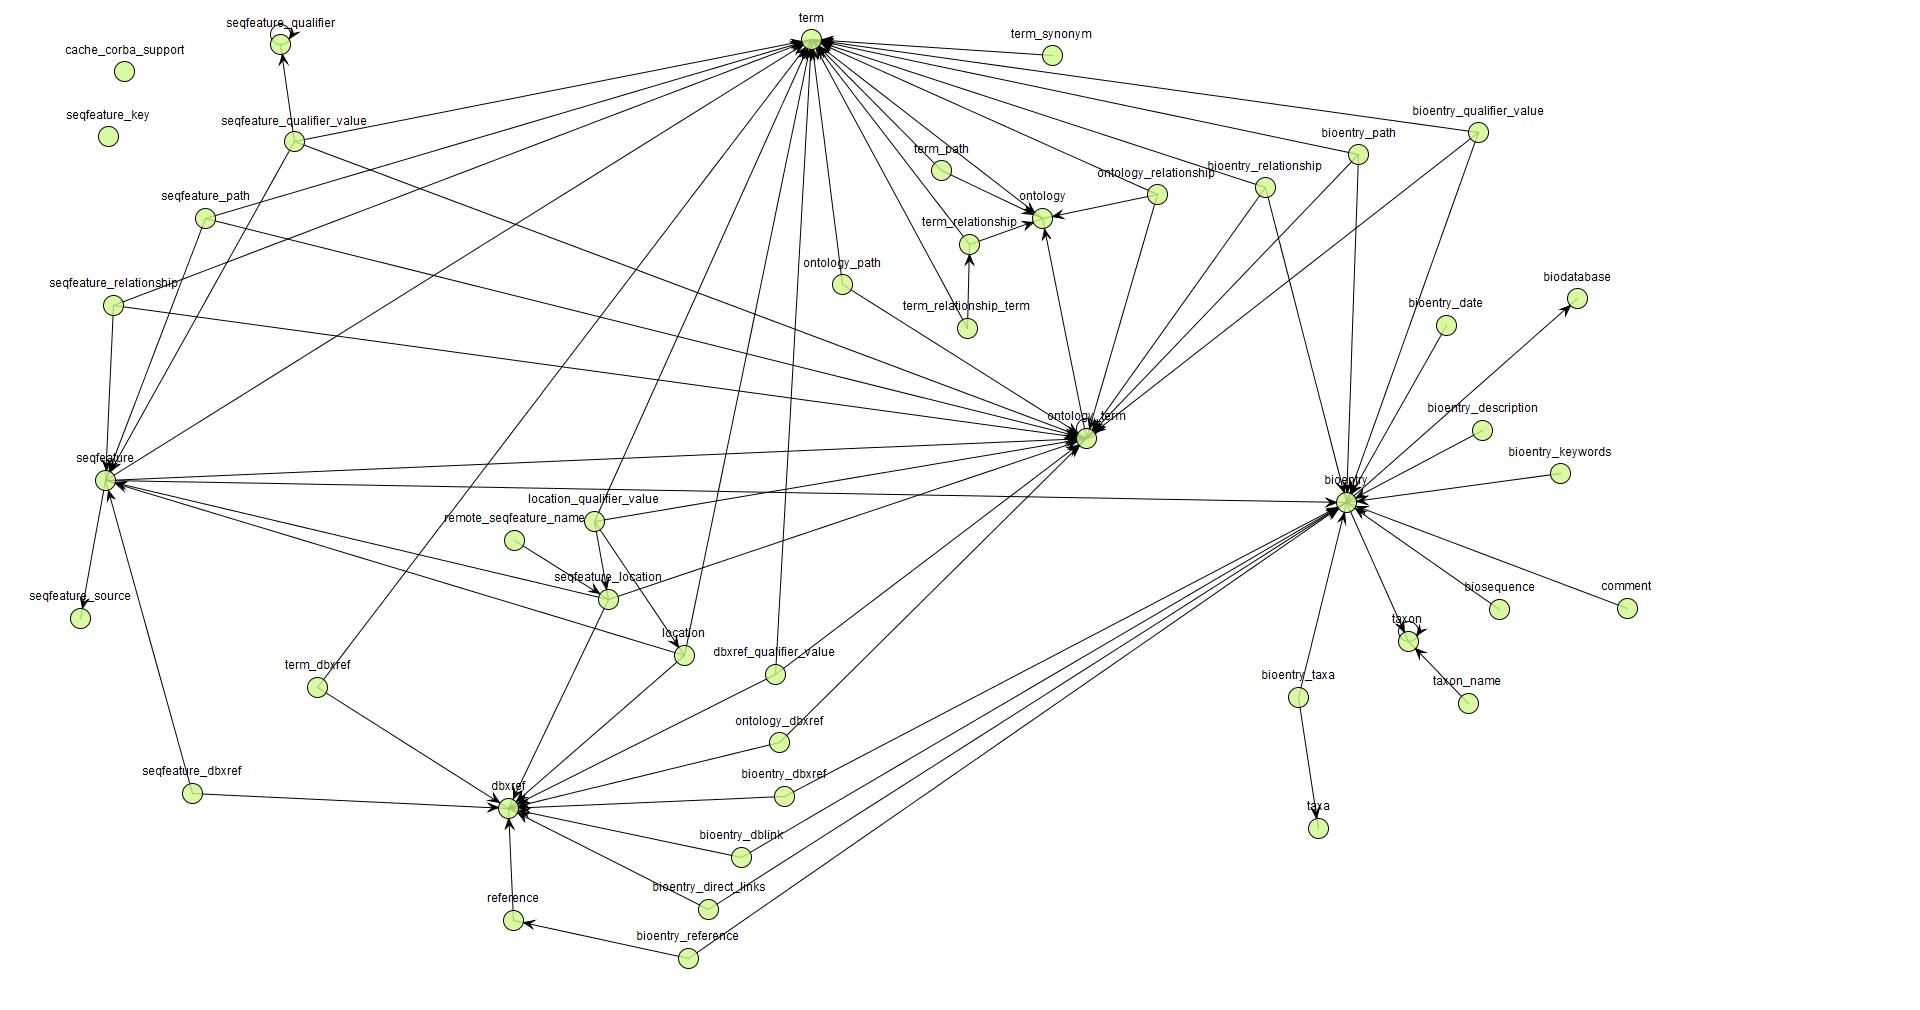 term
seqfeature_qualifier
term_synonym
cache_corba_support
bioentry_qualifier_value
seqfeature_key
seqfeature_qualifier_value
bioentry_path
term_path
bioentry_relationship
ontology_relationship
seqfeature_path
ontology
term_relationship
ontology_path
biodatabase
seqfeature_relationship
bioentry_date
term_relationship_term
bioentry_description
ontology_term
bioentry_keywords
seqfeature
bioentry
location_qualifier_value
remote_seqfeature_name
seqfeature_location
comment
biosequence
seqfeature_source
taxon
location
dbxref_qualifier_value
term_dbxref
bioentry_taxa
taxon_name
ontology_dbxref
seqfeature_dbxref
bioentry_dbxref
dbxref
taxa
bioentry_dblink
bioentry_direct_links
reference
bioentry_reference